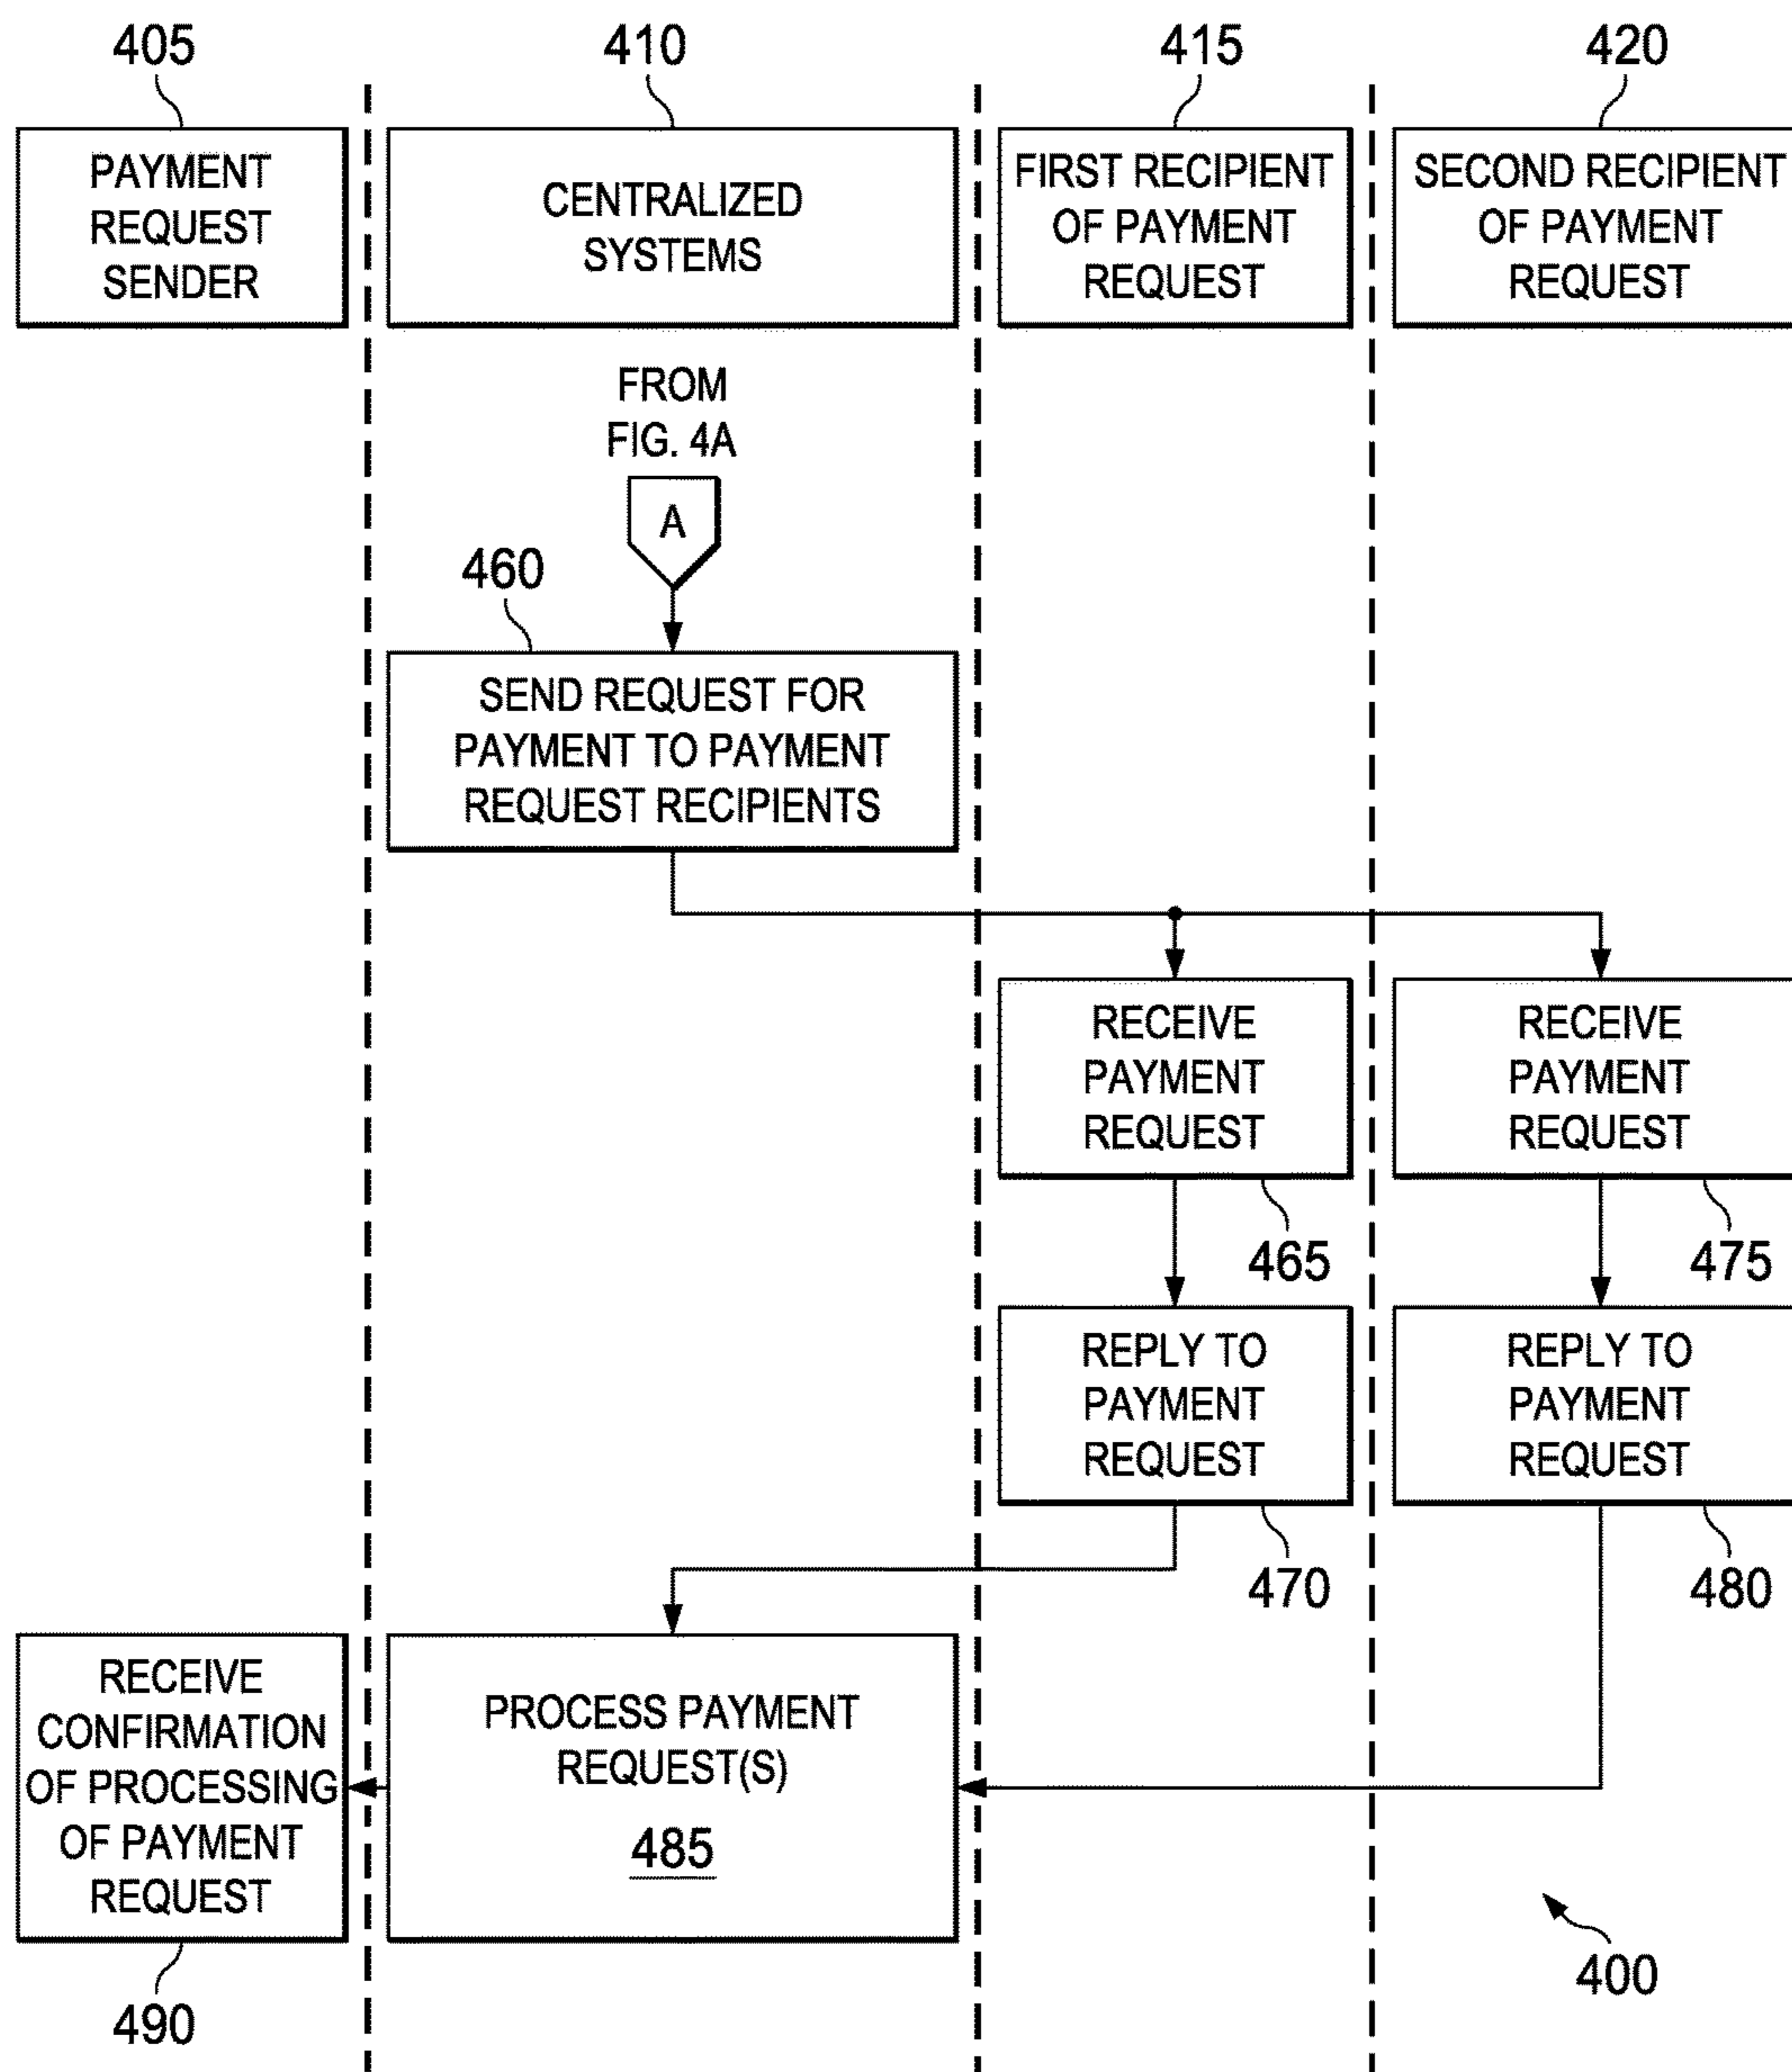 405
410
415
420
PAYMENT
REQUEST
SENDER
CENTRALIZED
SYSTEMS
FIRST RECIPIENT
OF PAYMENT
REQUEST
SECOND RECIPIENT
OF PAYMENT
REQUEST
FROM
FIG. 4A
A
460
SEND REQUEST FOR
PAYMENT TO PAYMENT
REQUEST RECIPIENTS
RECEIVE
PAYMENT
REQUEST
465
RECEIVE
PAYMENT
REQUEST
475
REPLY TO
PAYMENT
REQUEST
470
REPLY TO
PAYMENT
REQUEST
480
RECEIVE
CONFIRMATION
OF PROCESSING
OF PAYMENT
REQUEST
490
PROCESS PAYMENT
REQUEST(S)
485
400